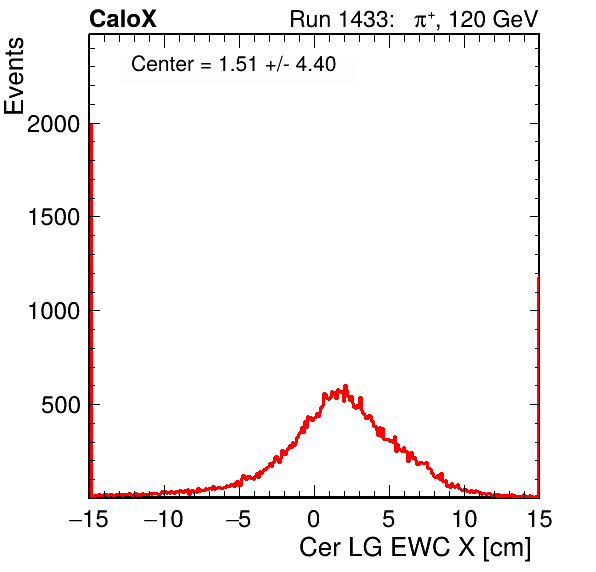 CaloX Run 1433: π⁺, 120 GeV
Center = 1.51 +/- 4.40
Events
2000
1500
1000
500
−15 −10 −5 0 5 10 15
Cer LG EWC X [cm]